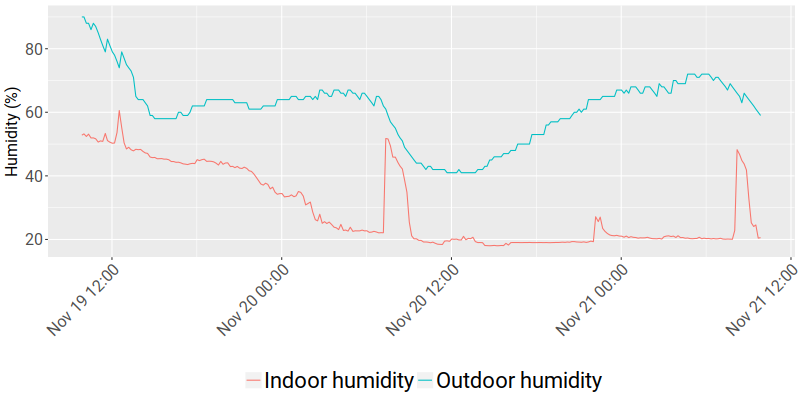 Humidity (%)
80
60
40
20
Nov 19 12:00
Nov 20 00:00
Nov 20 12:00
Nov 21 00:00
Nov 21 12:00
Indoor humidity Outdoor humidity